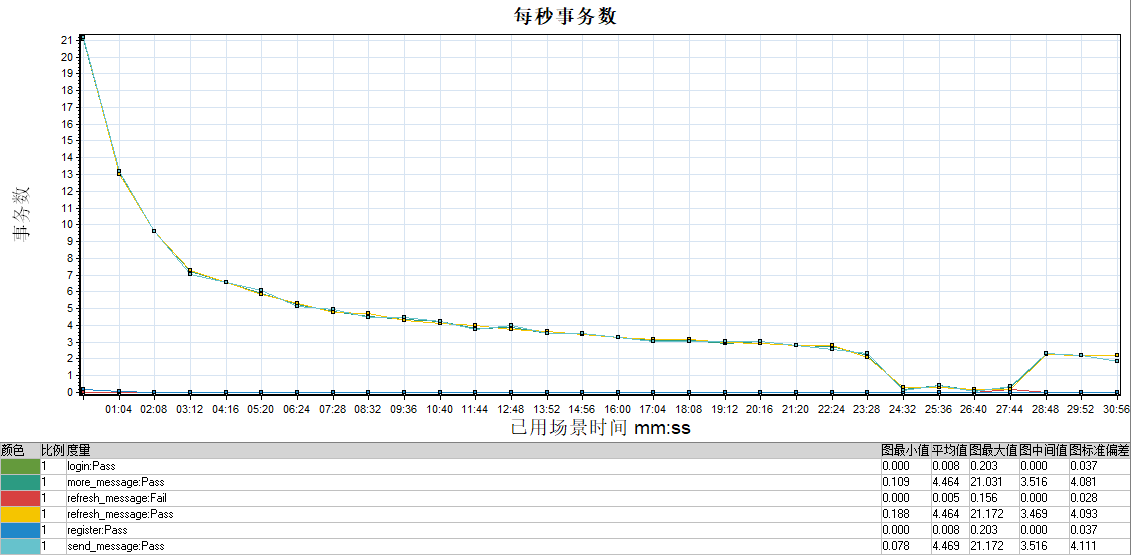 每秒事务数
21
20
19
18
17
16
15
14
13
12
11
10
9
8
7
6
5
4
3
2
1
0
事务数
01:04 02:08 03:12 04:16 05:20 06:24 07:28 08:32 09:36 10:40 11:44 12:48 13:52 14:56 16:00 17:04 18:08 19:12 20:16 21:20 22:24 23:28 24:32 25:36 26:40 27:44 28:48 29:52 30:56
已用场景时间 mm:ss
颜色 比例 度量 图最小值 平均值 图最大值 图中间值 图标准偏差
1 login:Pass 0.000 0.008 0.203 0.000 0.037
1 more_message:Pass 0.109 4.464 21.031 3.516 4.081
1 refresh_message:Fail 0.000 0.005 0.156 0.000 0.028
1 refresh_message:Pass 0.188 4.464 21.172 3.469 4.093
1 register:Pass 0.000 0.008 0.203 0.000 0.037
1 send_message:Pass 0.078 4.469 21.172 3.516 4.111